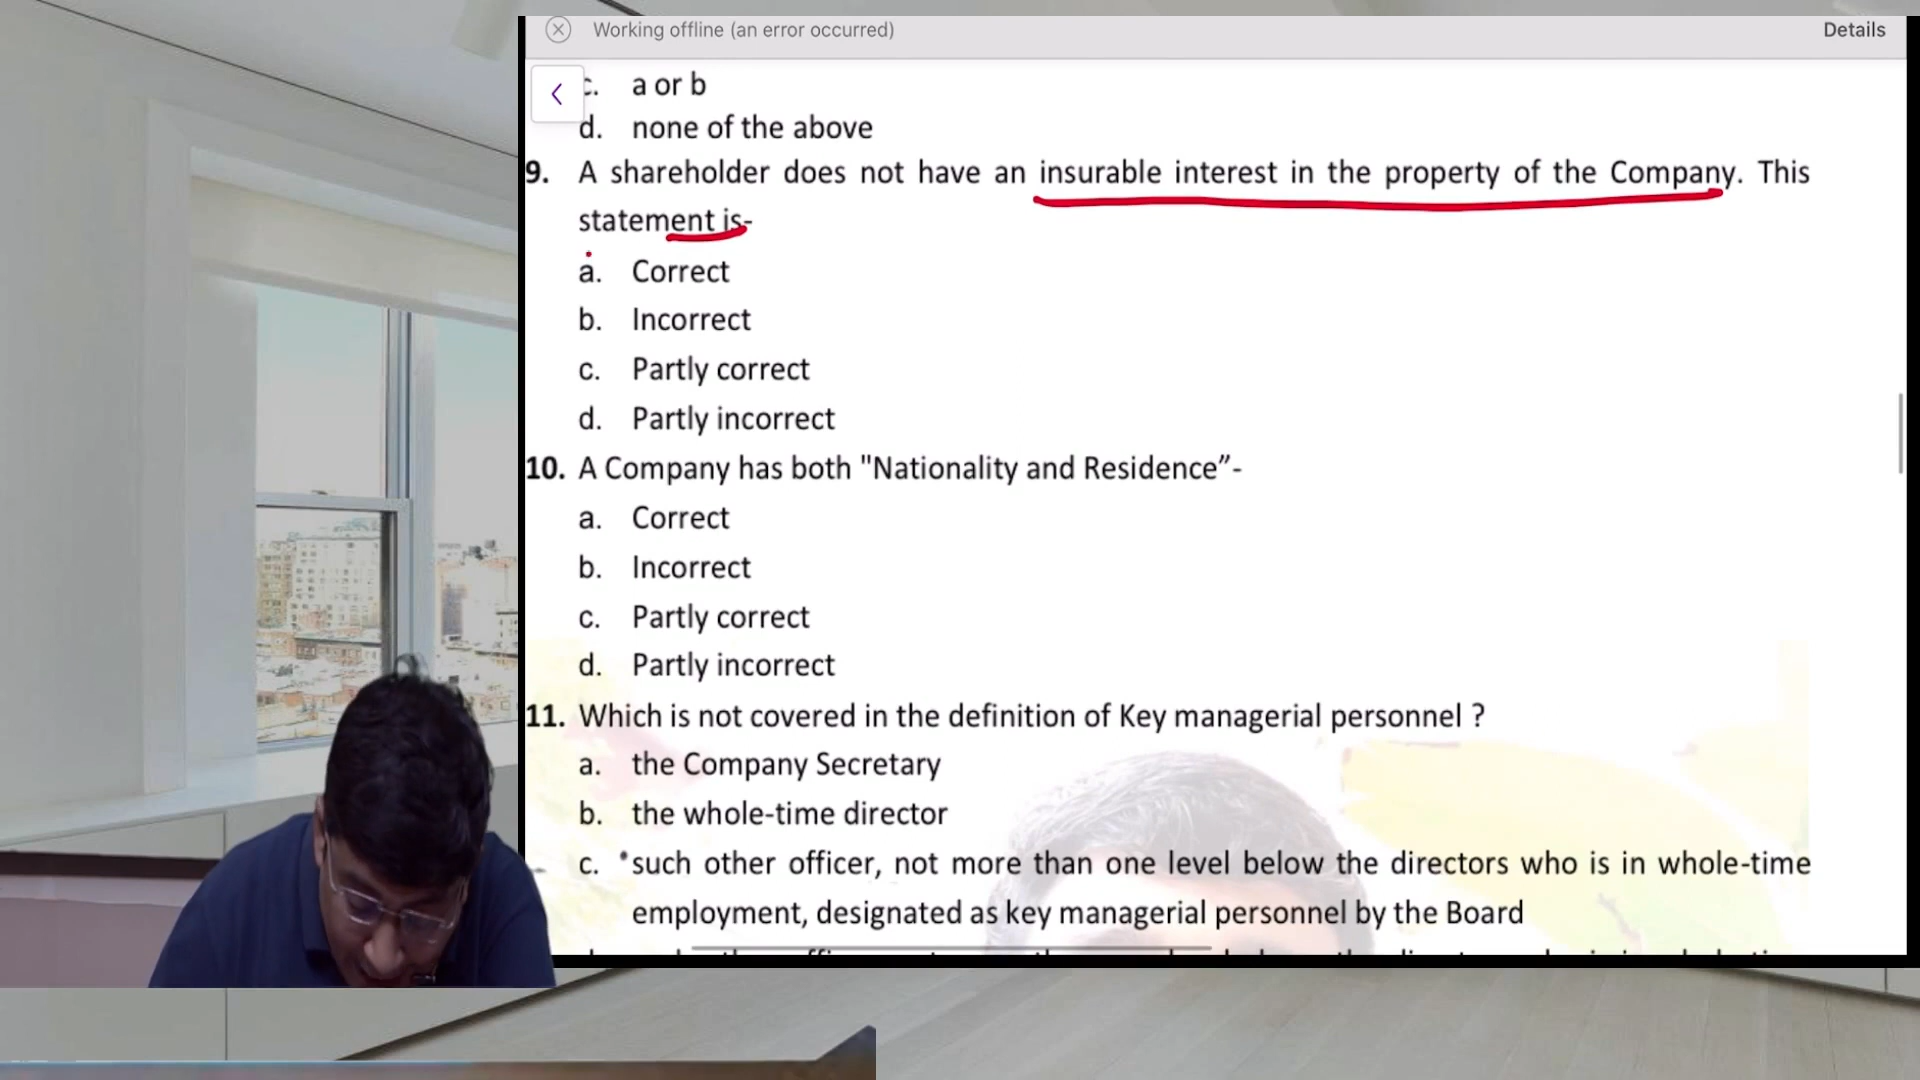 Working offline (an error occurred)
Details
c. a or b
d. none of the above
9. A shareholder does not have an insurable interest in the property of the Company. This
statement is-
a. Correct
b. Incorrect
c. Partly correct
d. Partly incorrect
10. A Company has both "Nationality and Residence”-
a. Correct
b. Incorrect
c. Partly correct
d. Partly incorrect
11. Which is not covered in the definition of Key managerial personnel ?
a. the Company Secretary
b. the whole-time director
c. such other officer, not more than one level below the directors who is in whole-time
employment, designated as key managerial personnel by the Board